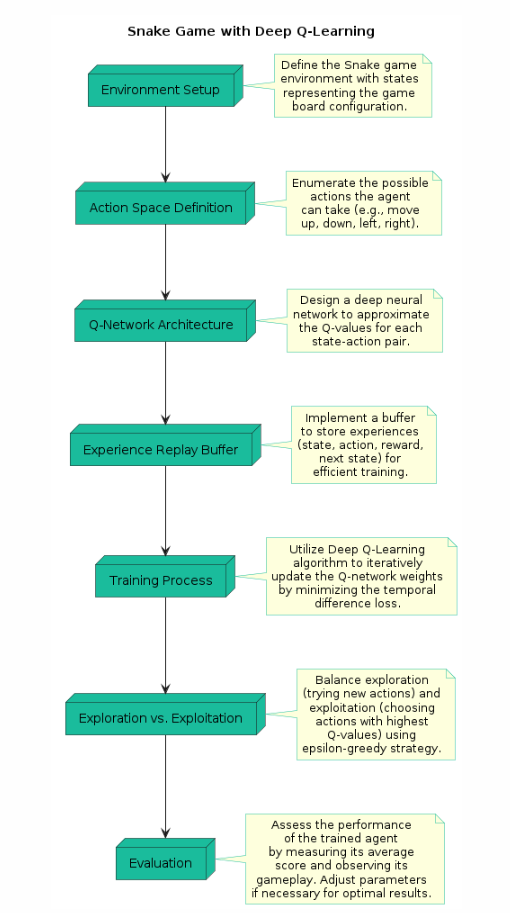 Snake Game with Deep Q-Learning
Environment Setup
Define the Snake game
environment with states
representing the game
board configuration.
Action Space Definition
Enumerate the possible
actions the agent
can take (e.g., move
up, down, left, right).
Q-Network Architecture
Design a deep neural
network to approximate
the Q-values for each
state-action pair.
Experience Replay Buffer
Implement a buffer
to store experiences
(state, action, reward,
next state) for
efficient training.
Training Process
Utilize Deep Q-Learning
algorithm to iteratively
update the Q-network weights
by minimizing the temporal
difference loss.
Exploration vs. Exploitation
Balance exploration
(trying new actions) and
exploitation (choosing
actions with highest
Q-values) using
epsilon-greedy strategy.
Evaluation
Assess the performance
of the trained agent
by measuring its average
score and observing its
gameplay. Adjust parameters
if necessary for optimal results.